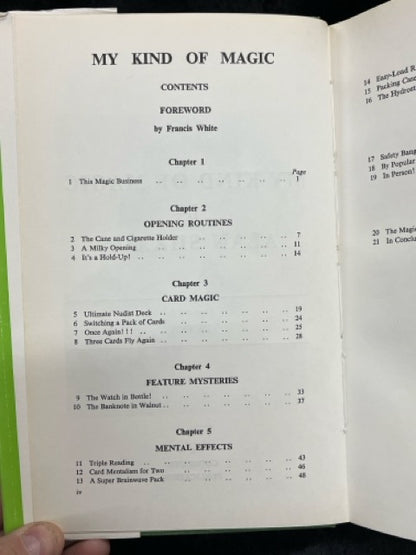 MY KIND OF MAGIC
CONTENTS
FOREWORD
by Francis White
Chapter 1
Page
1 This Magic Business .. .. .. .. .. .. 1
Chapter 2
OPENING ROUTINES
2 The Cane and Cigarette Holder .. .. .. .. .. 7
3 A Milky Opening .. .. .. .. .. .. 11
4 It's a Hold-Up! .. .. .. .. .. .. .. 14
Chapter 3
CARD MAGIC
5 Ultimate Nudist Deck .. .. .. .. .. .. 19
6 Switching a Pack of Cards .. .. .. .. .. 24
7 Once Again! ! ! .. .. .. .. .. .. .. 25
8 Three Cards Fly Again .. .. .. .. .. .. 28
Chapter 4
FEATURE MYSTERIES
9 The Watch in Bottle! .. .. .. .. .. .. 33
10 The Banknote in Walnut .. .. .. .. .. .. 37
Chapter 5
MENTAL EFFECTS
11 Triple Reading .. .. .. .. .. .. .. 43
12 Card Mentalism for Two .. .. .. .. .. 46
13 A Super Brainwave Pack .. .. .. .. .. 48
iv
14 Easy-Load
15 Packing
16 The
17 Safety
18 By Popular
19 In Person!
20 The
21 In